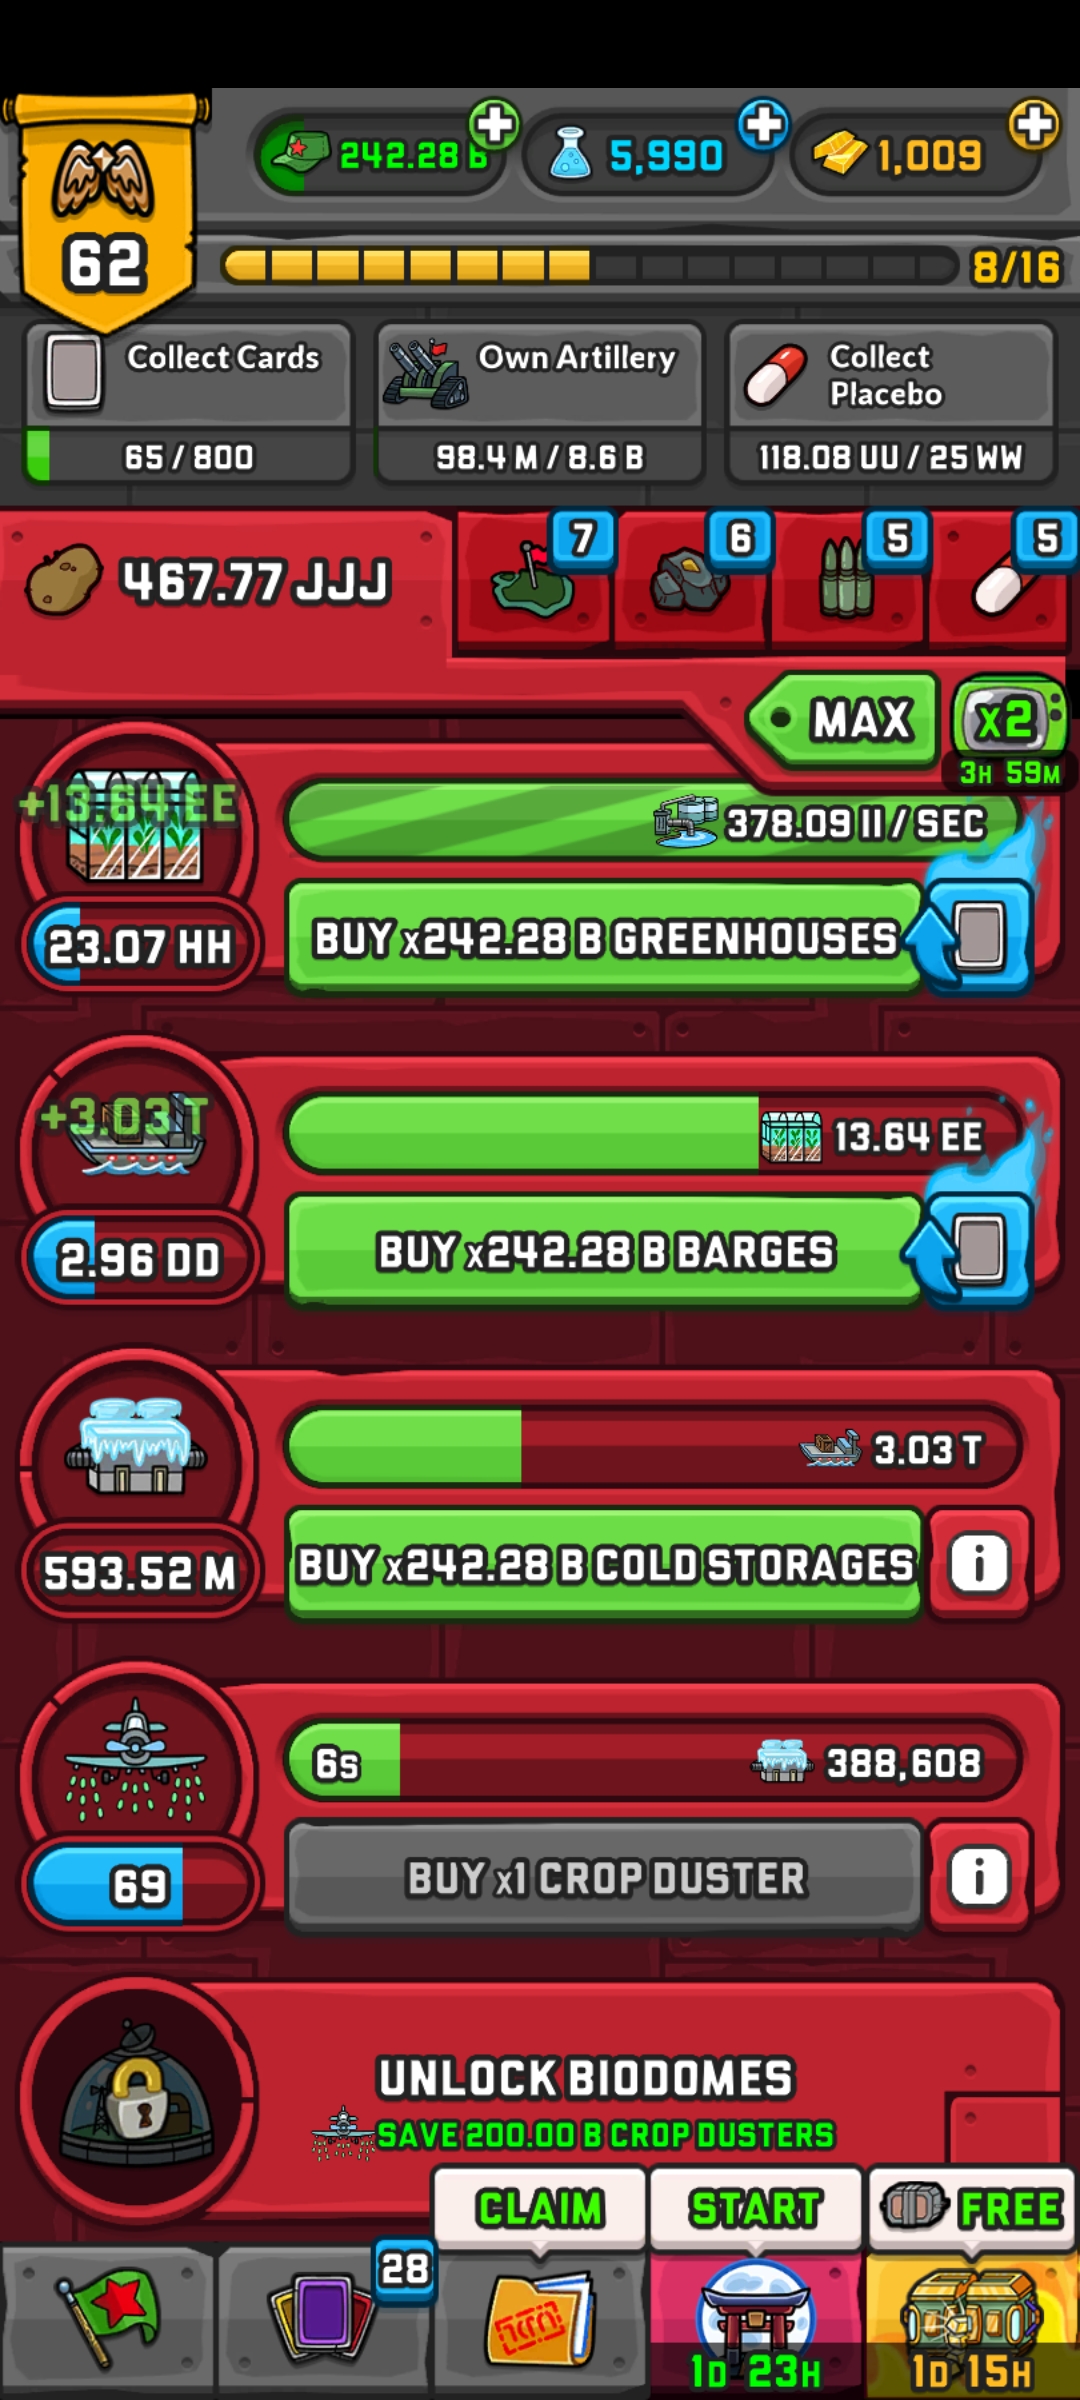 62
242.28 B
5,990
1,009
8/16
Collect Cards
65 / 800
Own Artillery
98.4 M / 8.6 B
Collect
Placebo
118.08 UU / 25 WW
467.77 JJJ
7
6
5
5
MAX
x2
3H 59M
+13.64 EE
378.09 II / SEC
23.07 HH
BUY x242.28 B GREENHOUSES
+3.03 T
13.64 EE
2.96 DD
BUY x242.28 B BARGES
3.03 T
593.52 M
BUY x242.28 B COLD STORAGES
i
6s
388,608
69
BUY x1 CROP DUSTER
i
UNLOCK BIODOMES
SAVE 200.00 B CROP DUSTERS
CLAIM
START
FREE
28
1D 23H
1D 15H